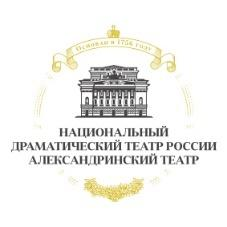 Основан в 1756 году
НАЦИОНАЛЬНЫЙ
ДРАМАТИЧЕСКИЙ ТЕАТР РОССИИ
АЛЕКСАНДРИНСКИЙ ТЕАТР